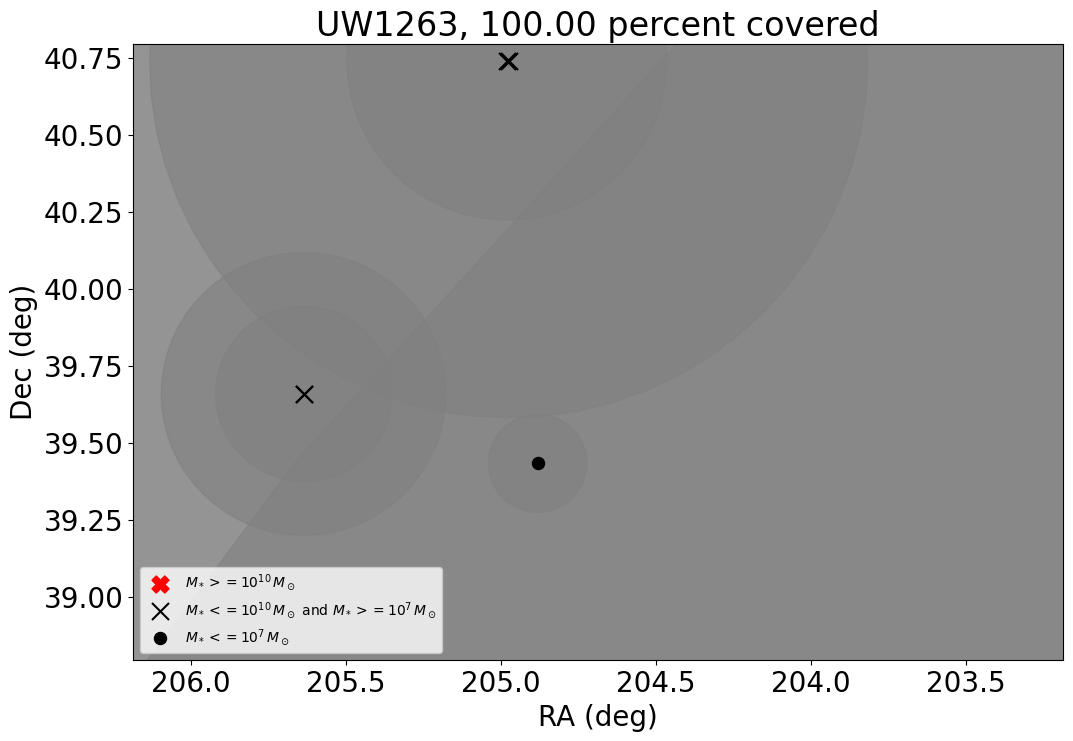 UW1263, 100.00 percent covered
Dec (deg)
40.75
40.50
40.25
40.00
39.75
39.50
39.25
39.00
M* >= 10^10 M⊙
M* <= 10^10 M⊙ and M* >= 10^7 M⊙
M* <= 10^7 M⊙
206.0 205.5 205.0 204.5 204.0 203.5
RA (deg)